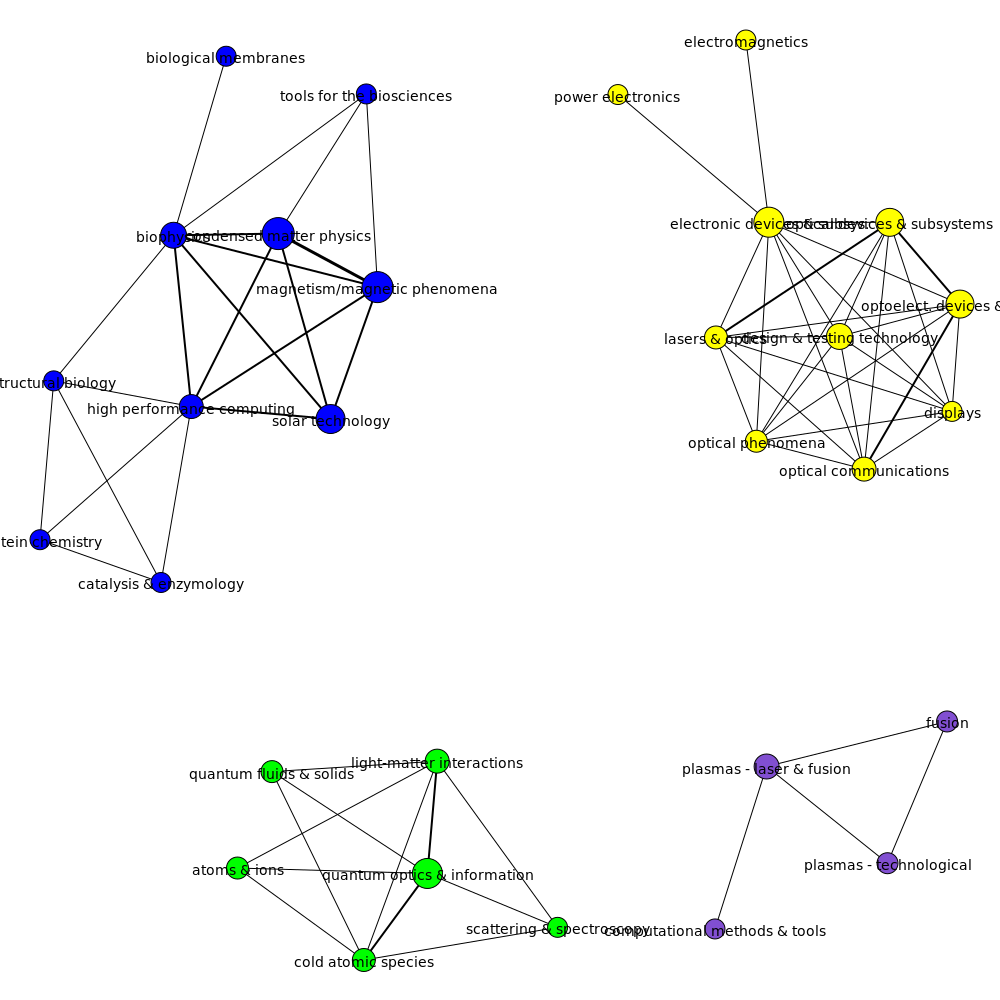 electromagnetics
biological membranes
tools for the biosciences
power electronics
electronic devices & subsys.
optical devices & subsystems
biophysics
condensed matter physics
magnetism/magnetic phenomena
optoelect. devices &
lasers & optics
design & testing technology
tructural biology
high performance computing
solar technology
displays
optical phenomena
optical communications
tein chemistry
catalysis & enzymology
fusion
light-matter interactions
quantum fluids & solids
plasmas - laser & fusion
plasmas - technological
atoms & ions
quantum optics & information
scattering & spectroscopy
computational methods & tools
cold atomic species